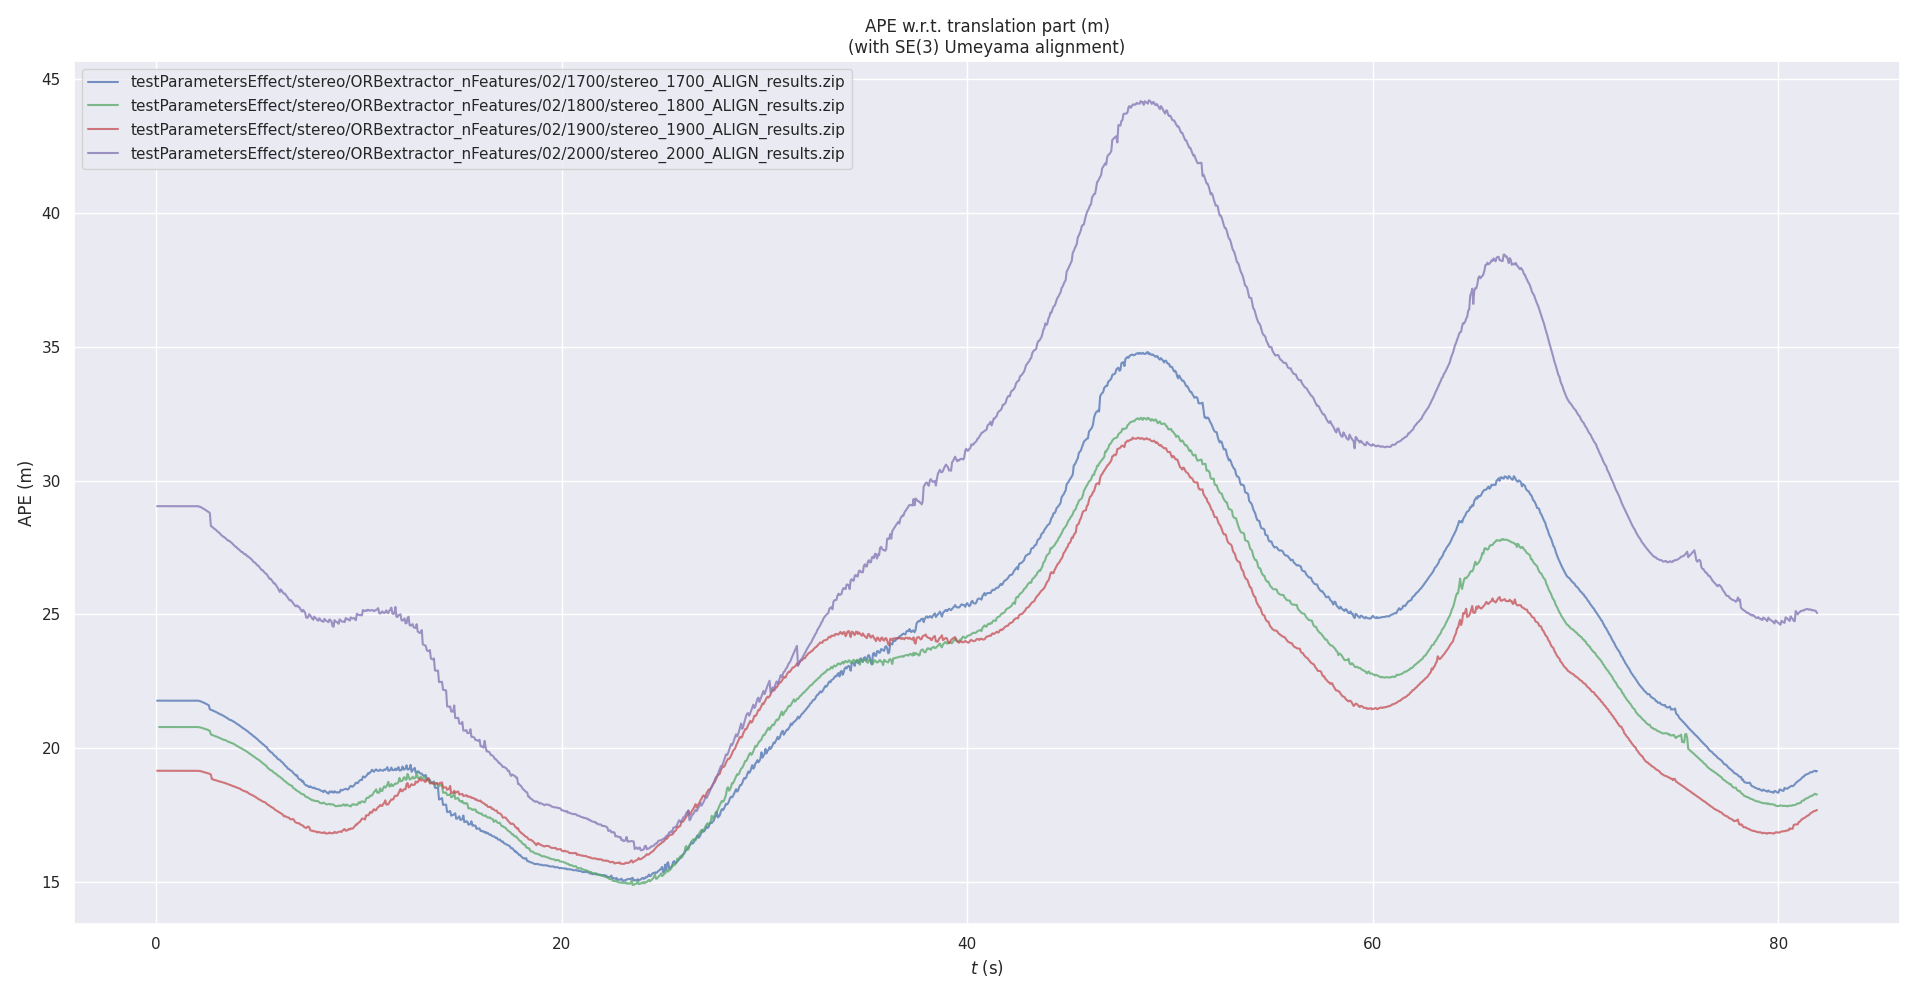 APE w.r.t. translation part (m)
(with SE(3) Umeyama alignment)
testParametersEffect/stereo/ORBextractor_nFeatures/02/1700/stereo_1700_ALIGN_results.zip
testParametersEffect/stereo/ORBextractor_nFeatures/02/1800/stereo_1800_ALIGN_results.zip
testParametersEffect/stereo/ORBextractor_nFeatures/02/1900/stereo_1900_ALIGN_results.zip
testParametersEffect/stereo/ORBextractor_nFeatures/02/2000/stereo_2000_ALIGN_results.zip
APE (m)
45
40
35
30
25
20
15
0 20 40 60 80
t (s)